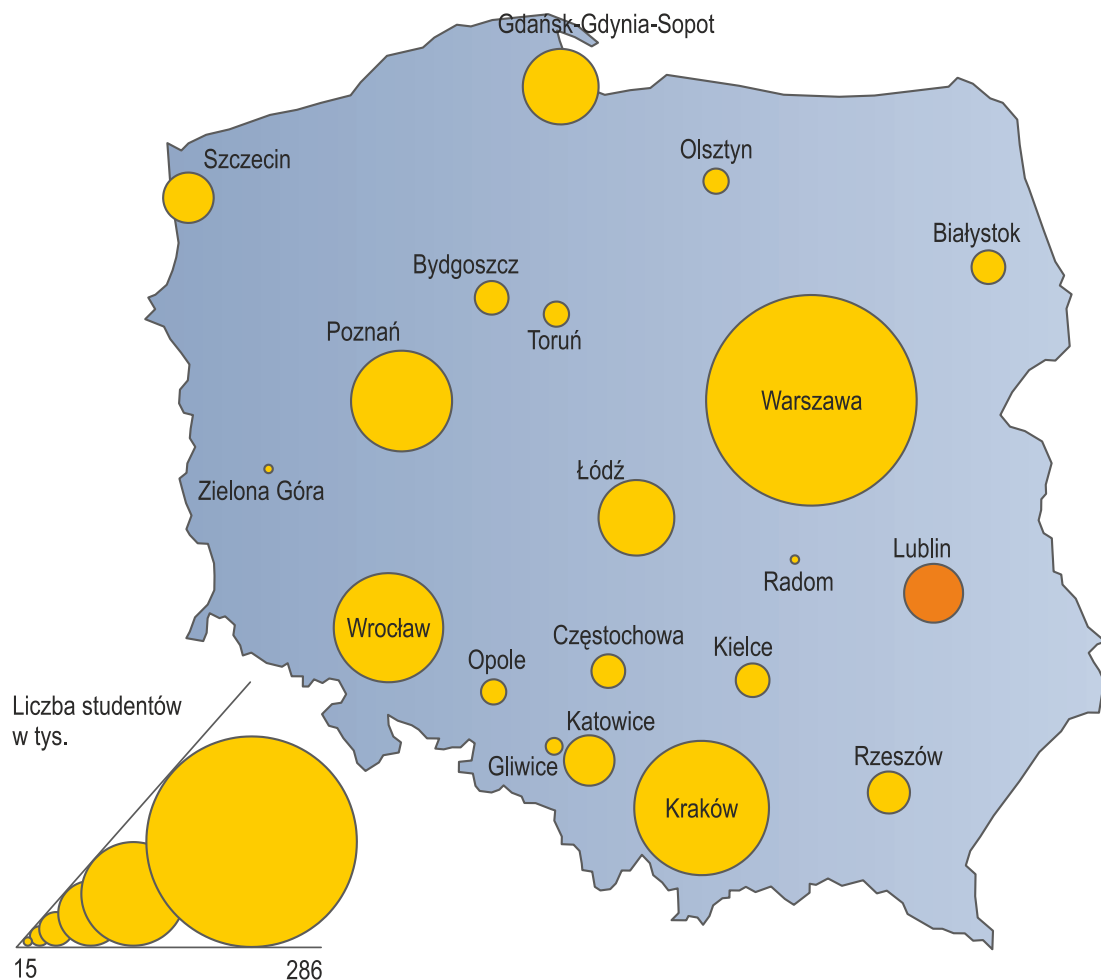 Gdańsk-Gdynia-Sopot
Szczecin
Olsztyn
Białystok
Bydgoszcz
Toruń
Poznań
Warszawa
Łódź
Zielona Góra
Lublin
Radom
Wrocław
Częstochowa
Kielce
Opole
Katowice
Gliwice
Rzeszów
Kraków
Liczba studentów
w tys.
15
286